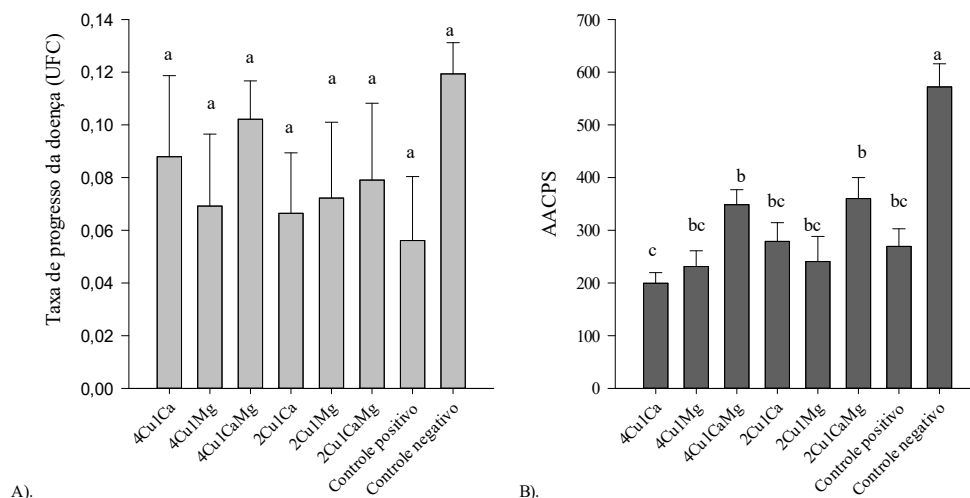 Taxa de progresso da doença (UFC)
0,14
0,12
0,10
0,08
0,06
0,04
0,02
0,00
a
a
a
a
a
a
a
a
4Cu1Ca
4Cu1Mg
4Cu1CaMg
2Cu1Ca
2Cu1Mg
2Cu1CaMg
Controle positivo
Controle negativo
A).
AACPS
700
600
500
400
300
200
100
0
c
bc
b
bc
bc
b
bc
a
4Cu1Ca
4Cu1Mg
4Cu1CaMg
2Cu1Ca
2Cu1Mg
2Cu1CaMg
Controle positivo
Controle negativo
B).